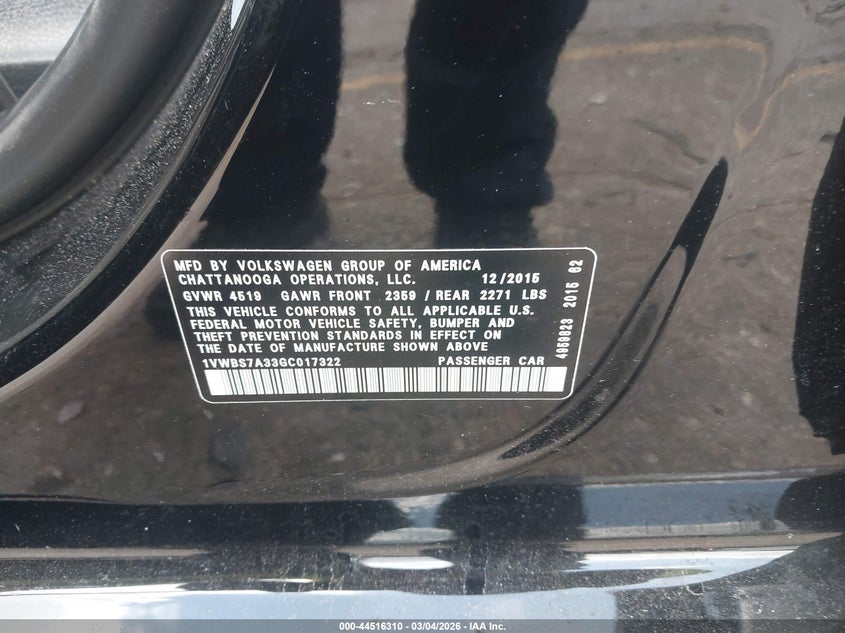 MFD BY VOLKSWAGEN GROUP OF AMERICA
CHATTANOOGA OPERATIONS, LLC. 12/2015
GVWR 4519 GAWR FRONT 2359 / REAR 2271 LBS
THIS VEHICLE CONFORMS TO ALL APPLICABLE U.S.
FEDERAL MOTOR VEHICLE SAFETY, BUMPER AND
THEFT PREVENTION STANDARDS IN EFFECT ON
THE DATE OF MANUFACTURE SHOWN ABOVE
1VWBS7A33GC017322 PASSENGER CAR
4959823 2015 62
000-44516310 - 03/04/2026 - IAA Inc.